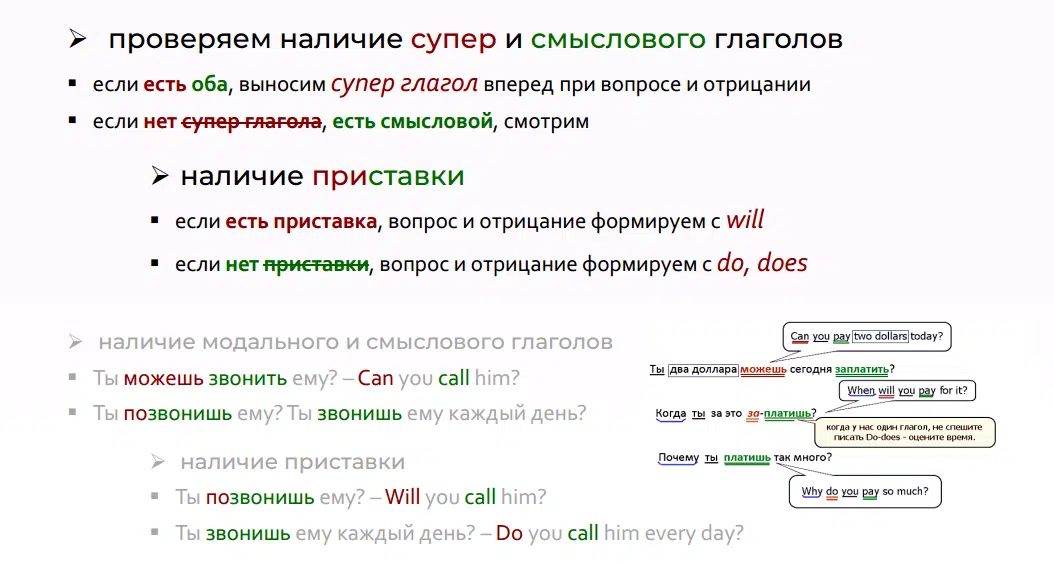 ➢ проверяем наличие супер и смыслового глаголов
▪ если есть оба, выносим супер глагол вперед при вопросе и отрицании
▪ если нет супер глагола, есть смысловой, смотрим
➢ наличие приставки
▪ если есть приставка, вопрос и отрицание формируем с will
▪ если нет приставки, вопрос и отрицание формируем с do, does
➢ наличие модального и смыслового глаголов
▪ Ты можешь звонить ему? – Can you call him?
▪ Ты позвонишь ему? Ты звонишь ему каждый день?
➢ наличие приставки
▪ Ты позвонишь ему? – Will you call him?
▪ Ты звонишь ему каждый день? – Do you call him every day?
Can you pay two dollars today?
Ты два доллара можешь сегодня заплатить?
When will you pay for it?
Когда ты за это за-платишь?
когда у нас один глагол, не спешите
писать Do-does - оцените время.
Почему ты платишь так много?
Why do you pay so much?